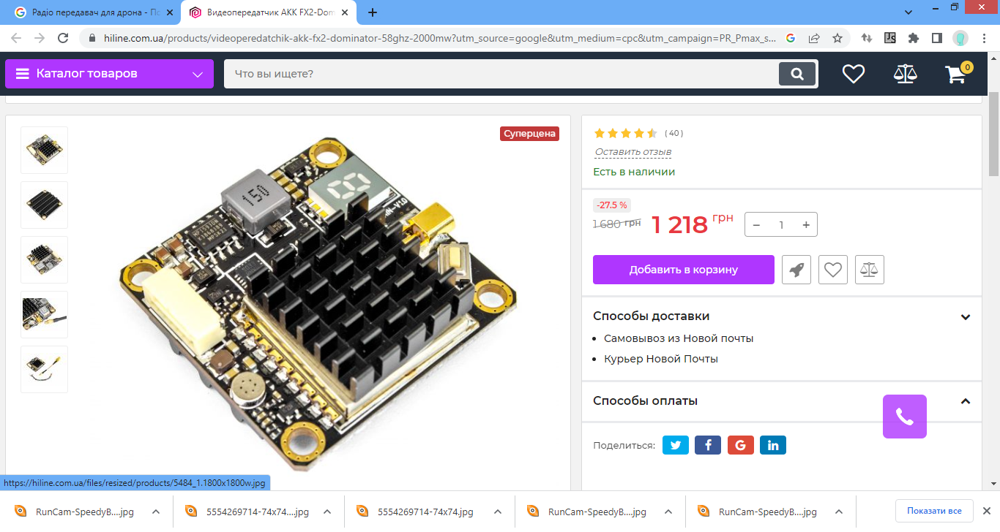 Радіо передавач для дрона - По
Видеопередатчик AKK FX2-Dom
hiline.com.ua/products/videoperedatchik-akk-fx2-dominator-58ghz-2000mw?utm_source=google&utm_medium=cpc&utm_campaign=PR_Pmax_s...
Каталог товаров
Что вы ищете?
0
Суперцена
( 40 )
Оставить отзыв
Есть в наличии
-27.5 %
1 680 грн
1 218 грн
− 1 +
Добавить в корзину
Способы доставки
Самовывоз из Новой почты
Курьер Новой Почты
Способы оплаты
Поделиться:
https://hiline.com.ua/files/resized/products/5484_1.1800x1800w.jpg
RunCam-SpeedyB....jpg
5554269714-74x74....jpg
5554269714-74x74.jpg
RunCam-SpeedyB....jpg
RunCam-SpeedyB....jpg
Показати все